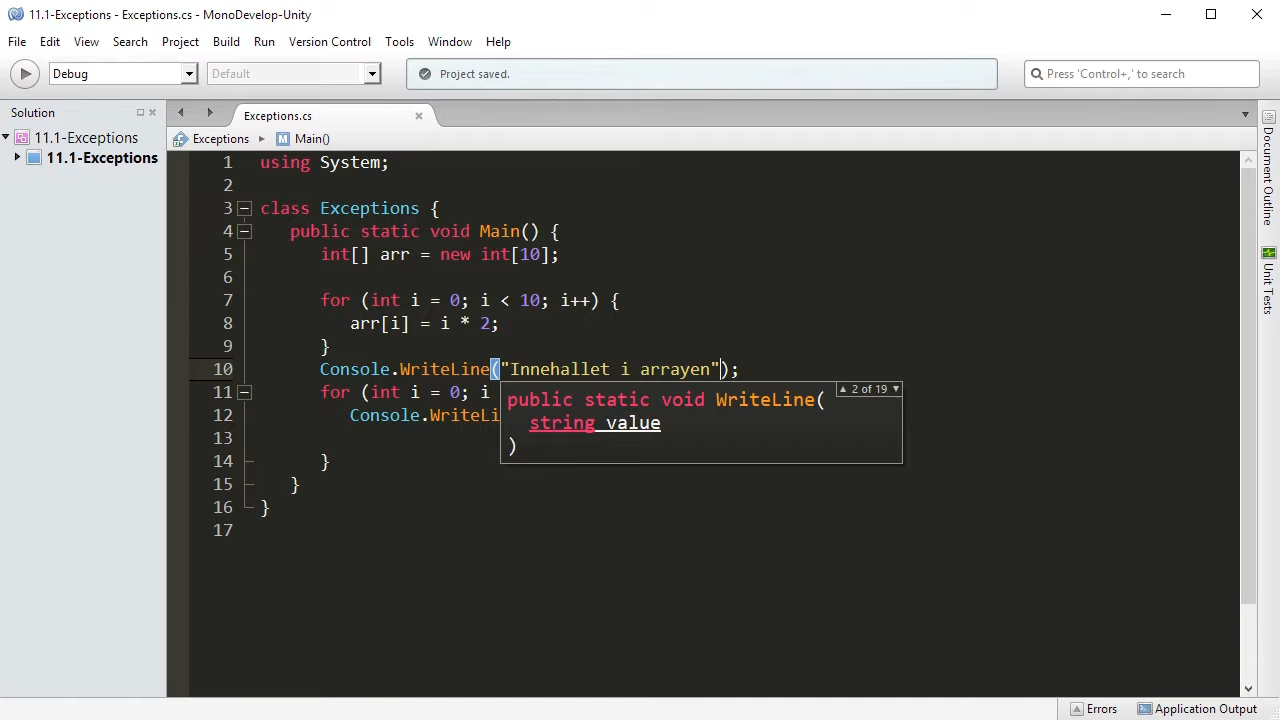 11.1-Exceptions - Exceptions.cs - MonoDevelop-Unity
File Edit View Search Project Build Run Version Control Tools Window Help
Debug Default Project saved. Press 'Control+,' to search
Solution Exceptions.cs
11.1-Exceptions Exceptions Main()
11.1-Exceptions
1 using System;
2
3 class Exceptions {
4 public static void Main() {
5 int[] arr = new int[10];
6
7 for (int i = 0; i < 10; i++) {
8 arr[i] = i * 2;
9 }
10 Console.WriteLine("Innehallet i arrayen");
11 for (int i = 0; i
12 Console.WriteLi
13
14 }
15 }
16 }
17
2 of 19
public static void WriteLine(
string value
)
Document Outline
Unit Tests
Errors Application Output